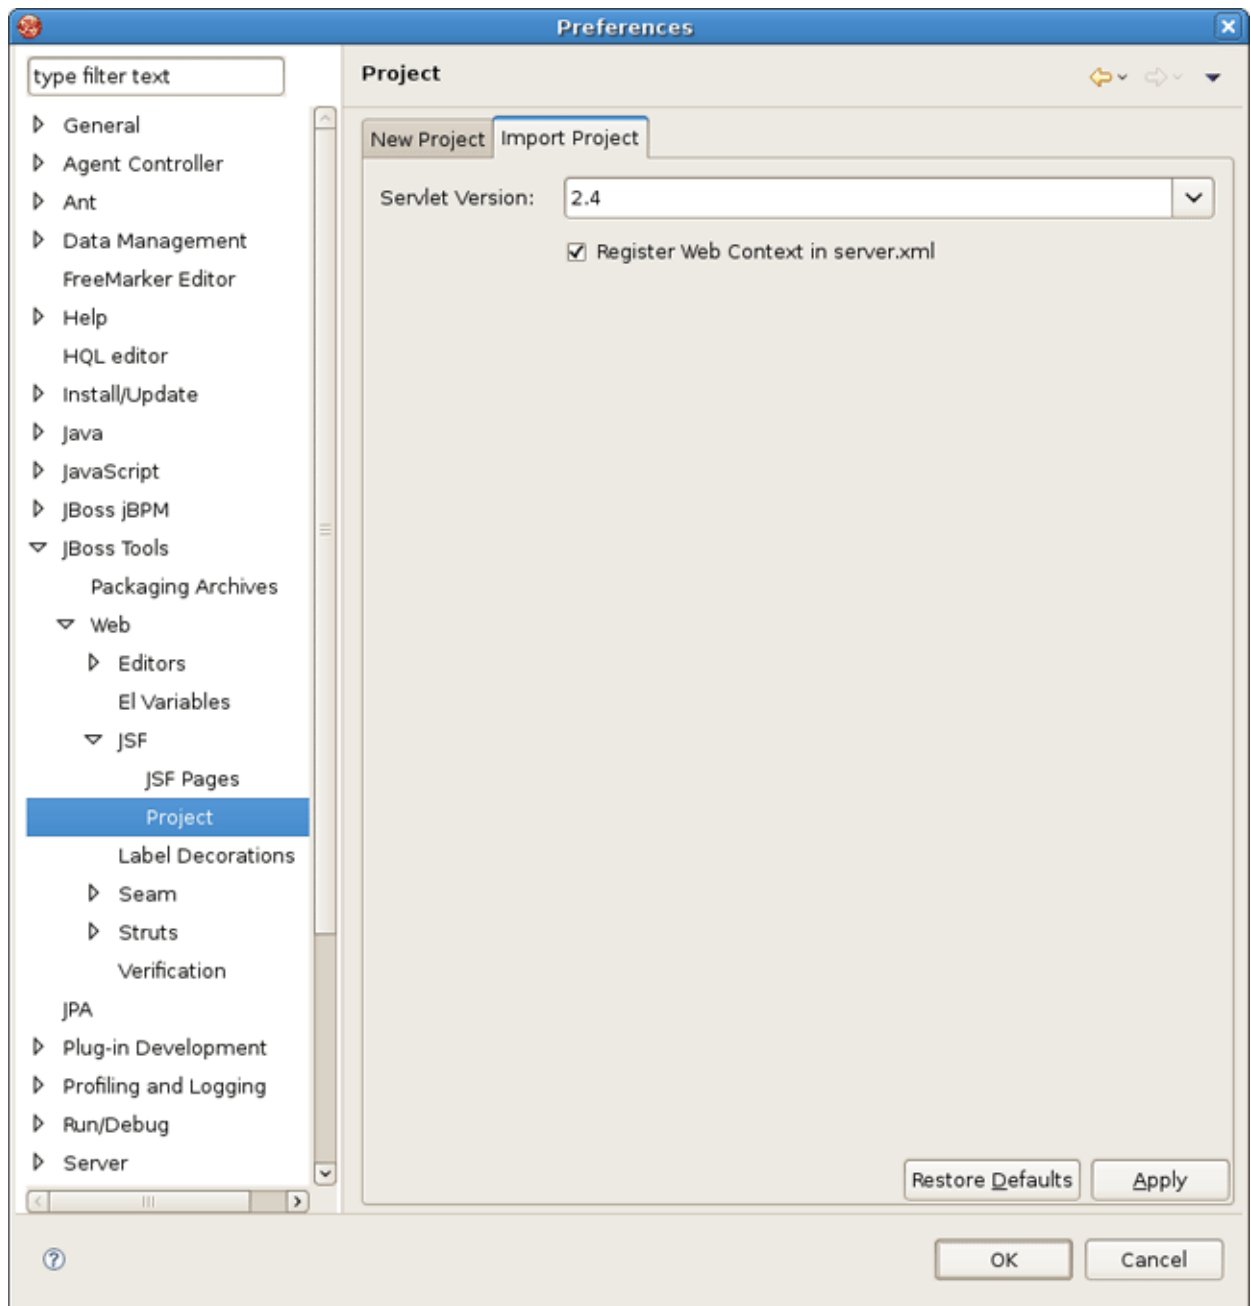 Preferences
type filter text
General
Agent Controller
Ant
Data Management
FreeMarker Editor
Help
HQL editor
Install/Update
Java
JavaScript
JBoss jBPM
JBoss Tools
Packaging Archives
Web
Editors
El Variables
JSF
JSF Pages
Project
Label Decorations
Seam
Struts
Verification
JPA
Plug-in Development
Profiling and Logging
Run/Debug
Server
Project
New Project Import Project
Servlet Version: 2.4
Register Web Context in server.xml
Restore Defaults Apply
OK Cancel